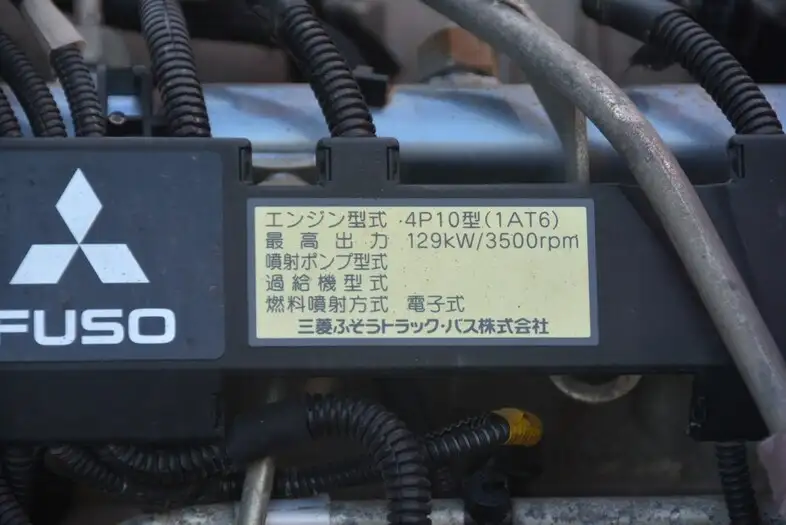 FUSO
エンジン型式 4P10型(1AT6)
最高出力 129kW/3500rpm
噴射ポンプ型式
過給機型式
燃料噴射方式 電子式
三菱ふそうトラック・バス株式会社